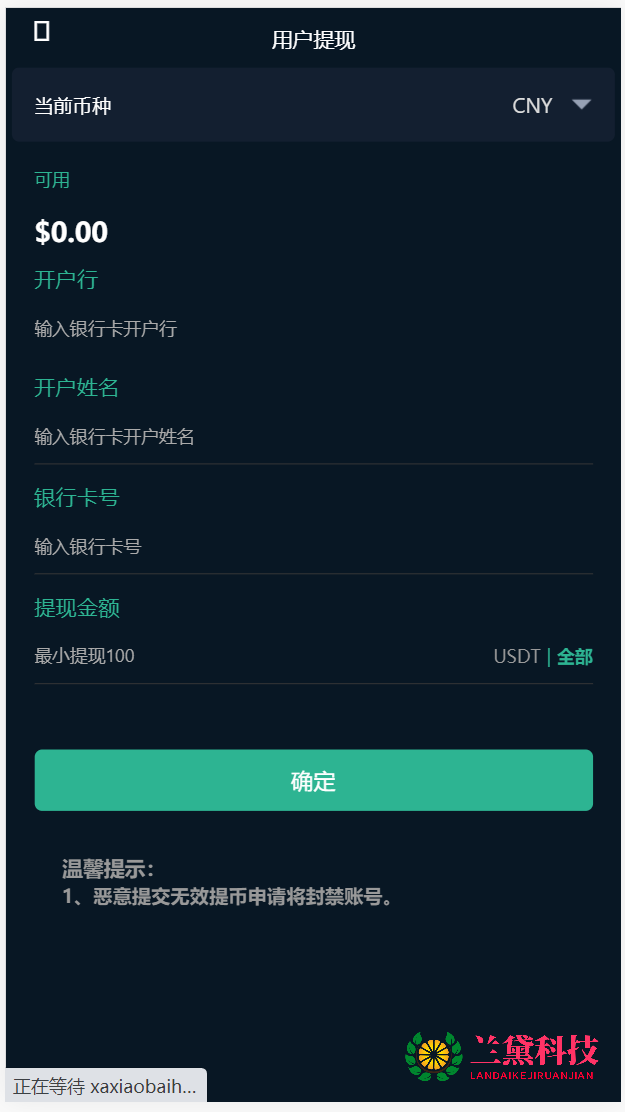 用户提现
当前币种 CNY
可用
$0.00
开户行
输入银行卡开户行
开户姓名
输入银行卡开户姓名
银行卡号
输入银行卡号
提现金额
最小提现100 USDT | 全部
确定
温馨提示：
1、恶意提交无效提币申请将封禁账号。
兰黛科技
LANDAIKEJIRUANJIAN
正在等待 xaxiaobaih...